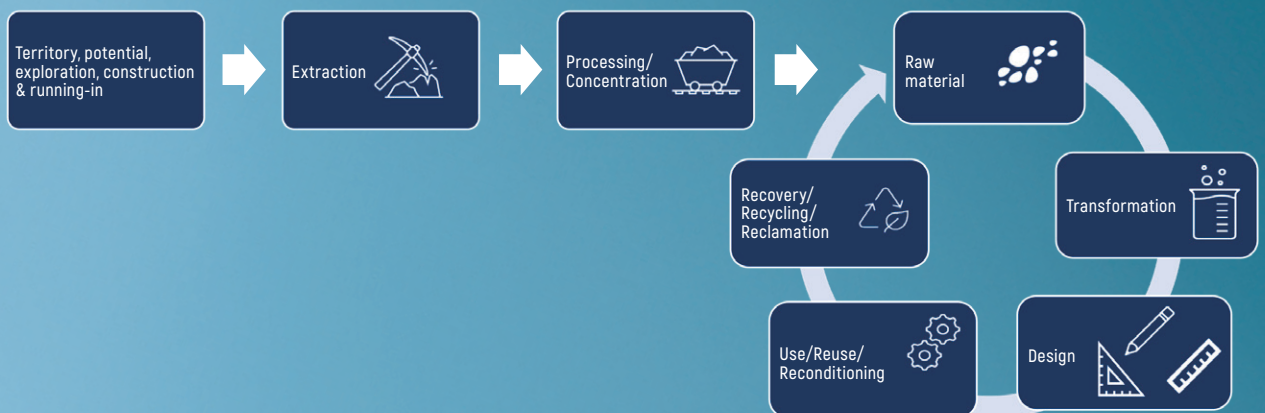 Territory, potential,
exploration, construction
& running-in
Extraction
Processing/
Concentration
Raw
material
Transformation
Design
Use/Reuse/
Reconditioning
Recovery/
Recycling/
Reclamation